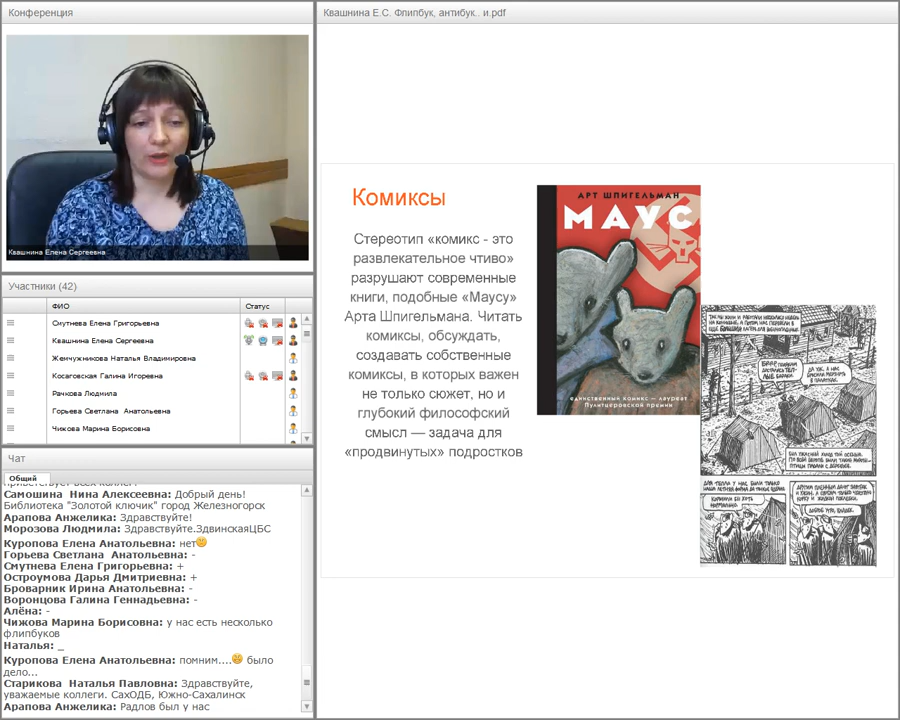 Конференция
Квашнина Елена Сергеевна
Участники (42)
ФИО
Статус
Смутнева Елена Григорьевна
Квашнина Елена Сергеевна
Жемчужникова Наталья Владимировна
Косаговская Галина Игоревна
Рачкова Людмила
Горьева Светлана Анатольевна
Чижова Марина Борисовна
Чат
Общий
Самошина Нина Алексеевна: Добрый день!
Библиотека "Золотой ключик" город Железногорск
Арапова Анжелика: Здравствуйте!
Морозова Людмила: Здравствуйте.ЗдвинскаяЦБС
Куропова Елена Анатольевна: нет
Горьева Светлана Анатольевна: -
Смутнева Елена Григорьевна: +
Остроумова Дарья Дмитриевна: +
Броварник Ирина Анатольевна: -
Воронцова Галина Геннадьевна: -
Алёна: -
Чижова Марина Борисовна: у нас есть несколько
флипбуков
Наталья: _
Куропова Елена Анатольевна: помним.... было
дело...
Старикова Наталья Павловна: Здравствуйте,
уважаемые коллеги. СахОДБ, Южно-Сахалинск
Арапова Анжелика: Радлов был у нас
Квашнина Е.С. Флипбук, антибук.. и.pdf
Комиксы
Стереотип «комикс - это
развлекательное чтиво»
разрушают современные
книги, подобные «Маусу»
Арта Шпигельмана. Читать
комиксы, обсуждать,
создавать собственные
комиксы, в которых важен
не только сюжет, но и
глубокий философский
смысл — задача для
«продвинутых» подростков
АРТ ШПИГЕЛЬМАН
МАУС
единственный комикс — лауреат
Пулитцеровской премии